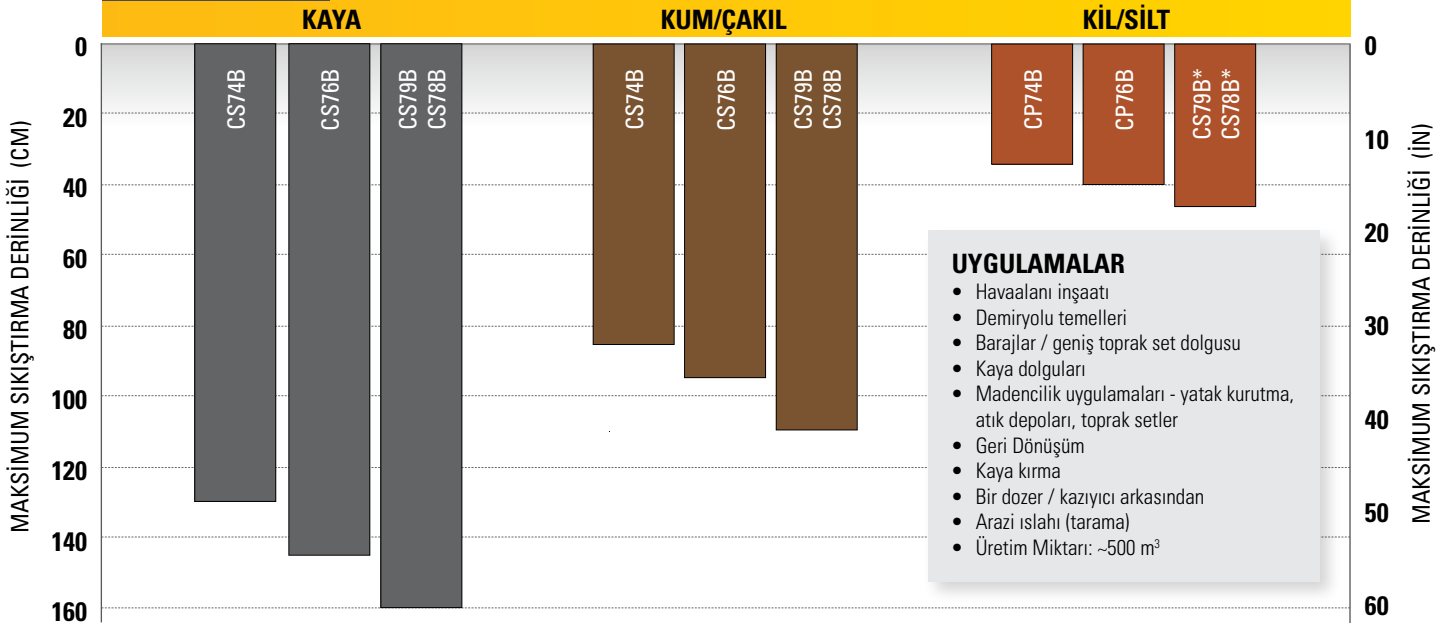 KAYA KUM/ÇAKIL KİL/SİLT
MAKSİMUM SIKIŞTIRMA DERİNLİĞİ (CM)
0
20
40
60
80
100
120
140
160
CS74B
CS76B
CS79B
CS78B
CS74B
CS76B
CS79B
CS78B
CP74B
CP76B
CS79B*
CS78B*
UYGULAMALAR
• Havaalanı inşaatı
• Demiryolu temelleri
• Barajlar / geniş toprak set dolgusu
• Kaya dolguları
• Madencilik uygulamaları - yatak kurutma,
atık depoları, toprak setler
• Geri Dönüşüm
• Kaya kırma
• Bir dozer / kazıyıcı arkasından
• Arazi ıslahı (tarama)
• Üretim Miktarı: ~500 m³
0
10
20
30
40
50
60
MAKSİMUM SIKIŞTIRMA DERİNLİĞİ (İN)